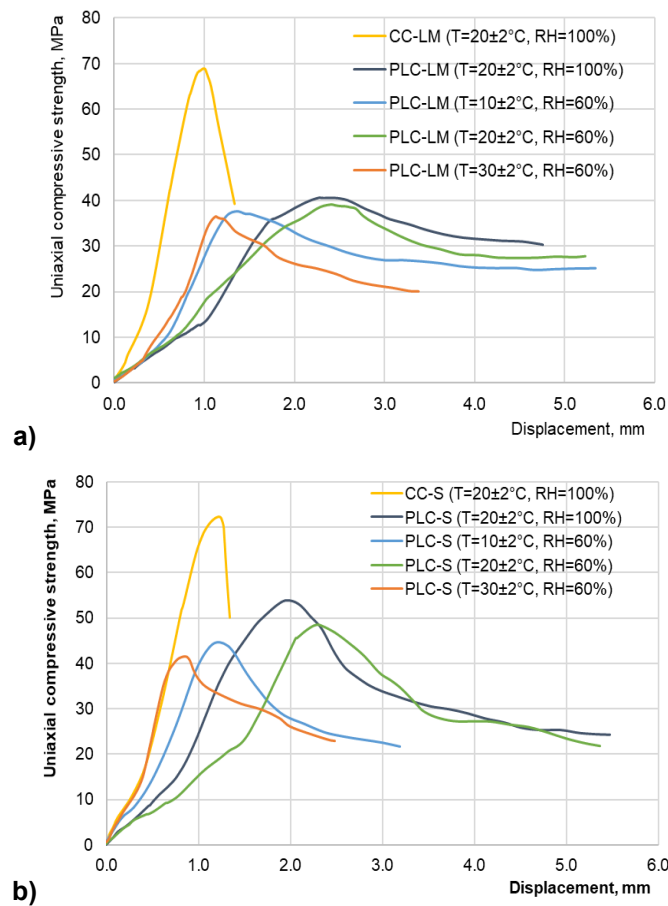 80
70
60
50
40
30
20
10
0
Uniaxial compressive strength, MPa
CC-LM (T=20±2°C, RH=100%)
PLC-LM (T=20±2°C, RH=100%)
PLC-LM (T=10±2°C, RH=60%)
PLC-LM (T=20±2°C, RH=60%)
PLC-LM (T=30±2°C, RH=60%)
0.0 1.0 2.0 3.0 4.0 5.0 6.0
Displacement, mm
a)
80
70
60
50
40
30
20
10
0
Uniaxial compressive strength, MPa
CC-S (T=20±2°C, RH=100%)
PLC-S (T=20±2°C, RH=100%)
PLC-S (T=10±2°C, RH=60%)
PLC-S (T=20±2°C, RH=60%)
PLC-S (T=30±2°C, RH=60%)
0.0 1.0 2.0 3.0 4.0 5.0 6.0
Displacement, mm
b)